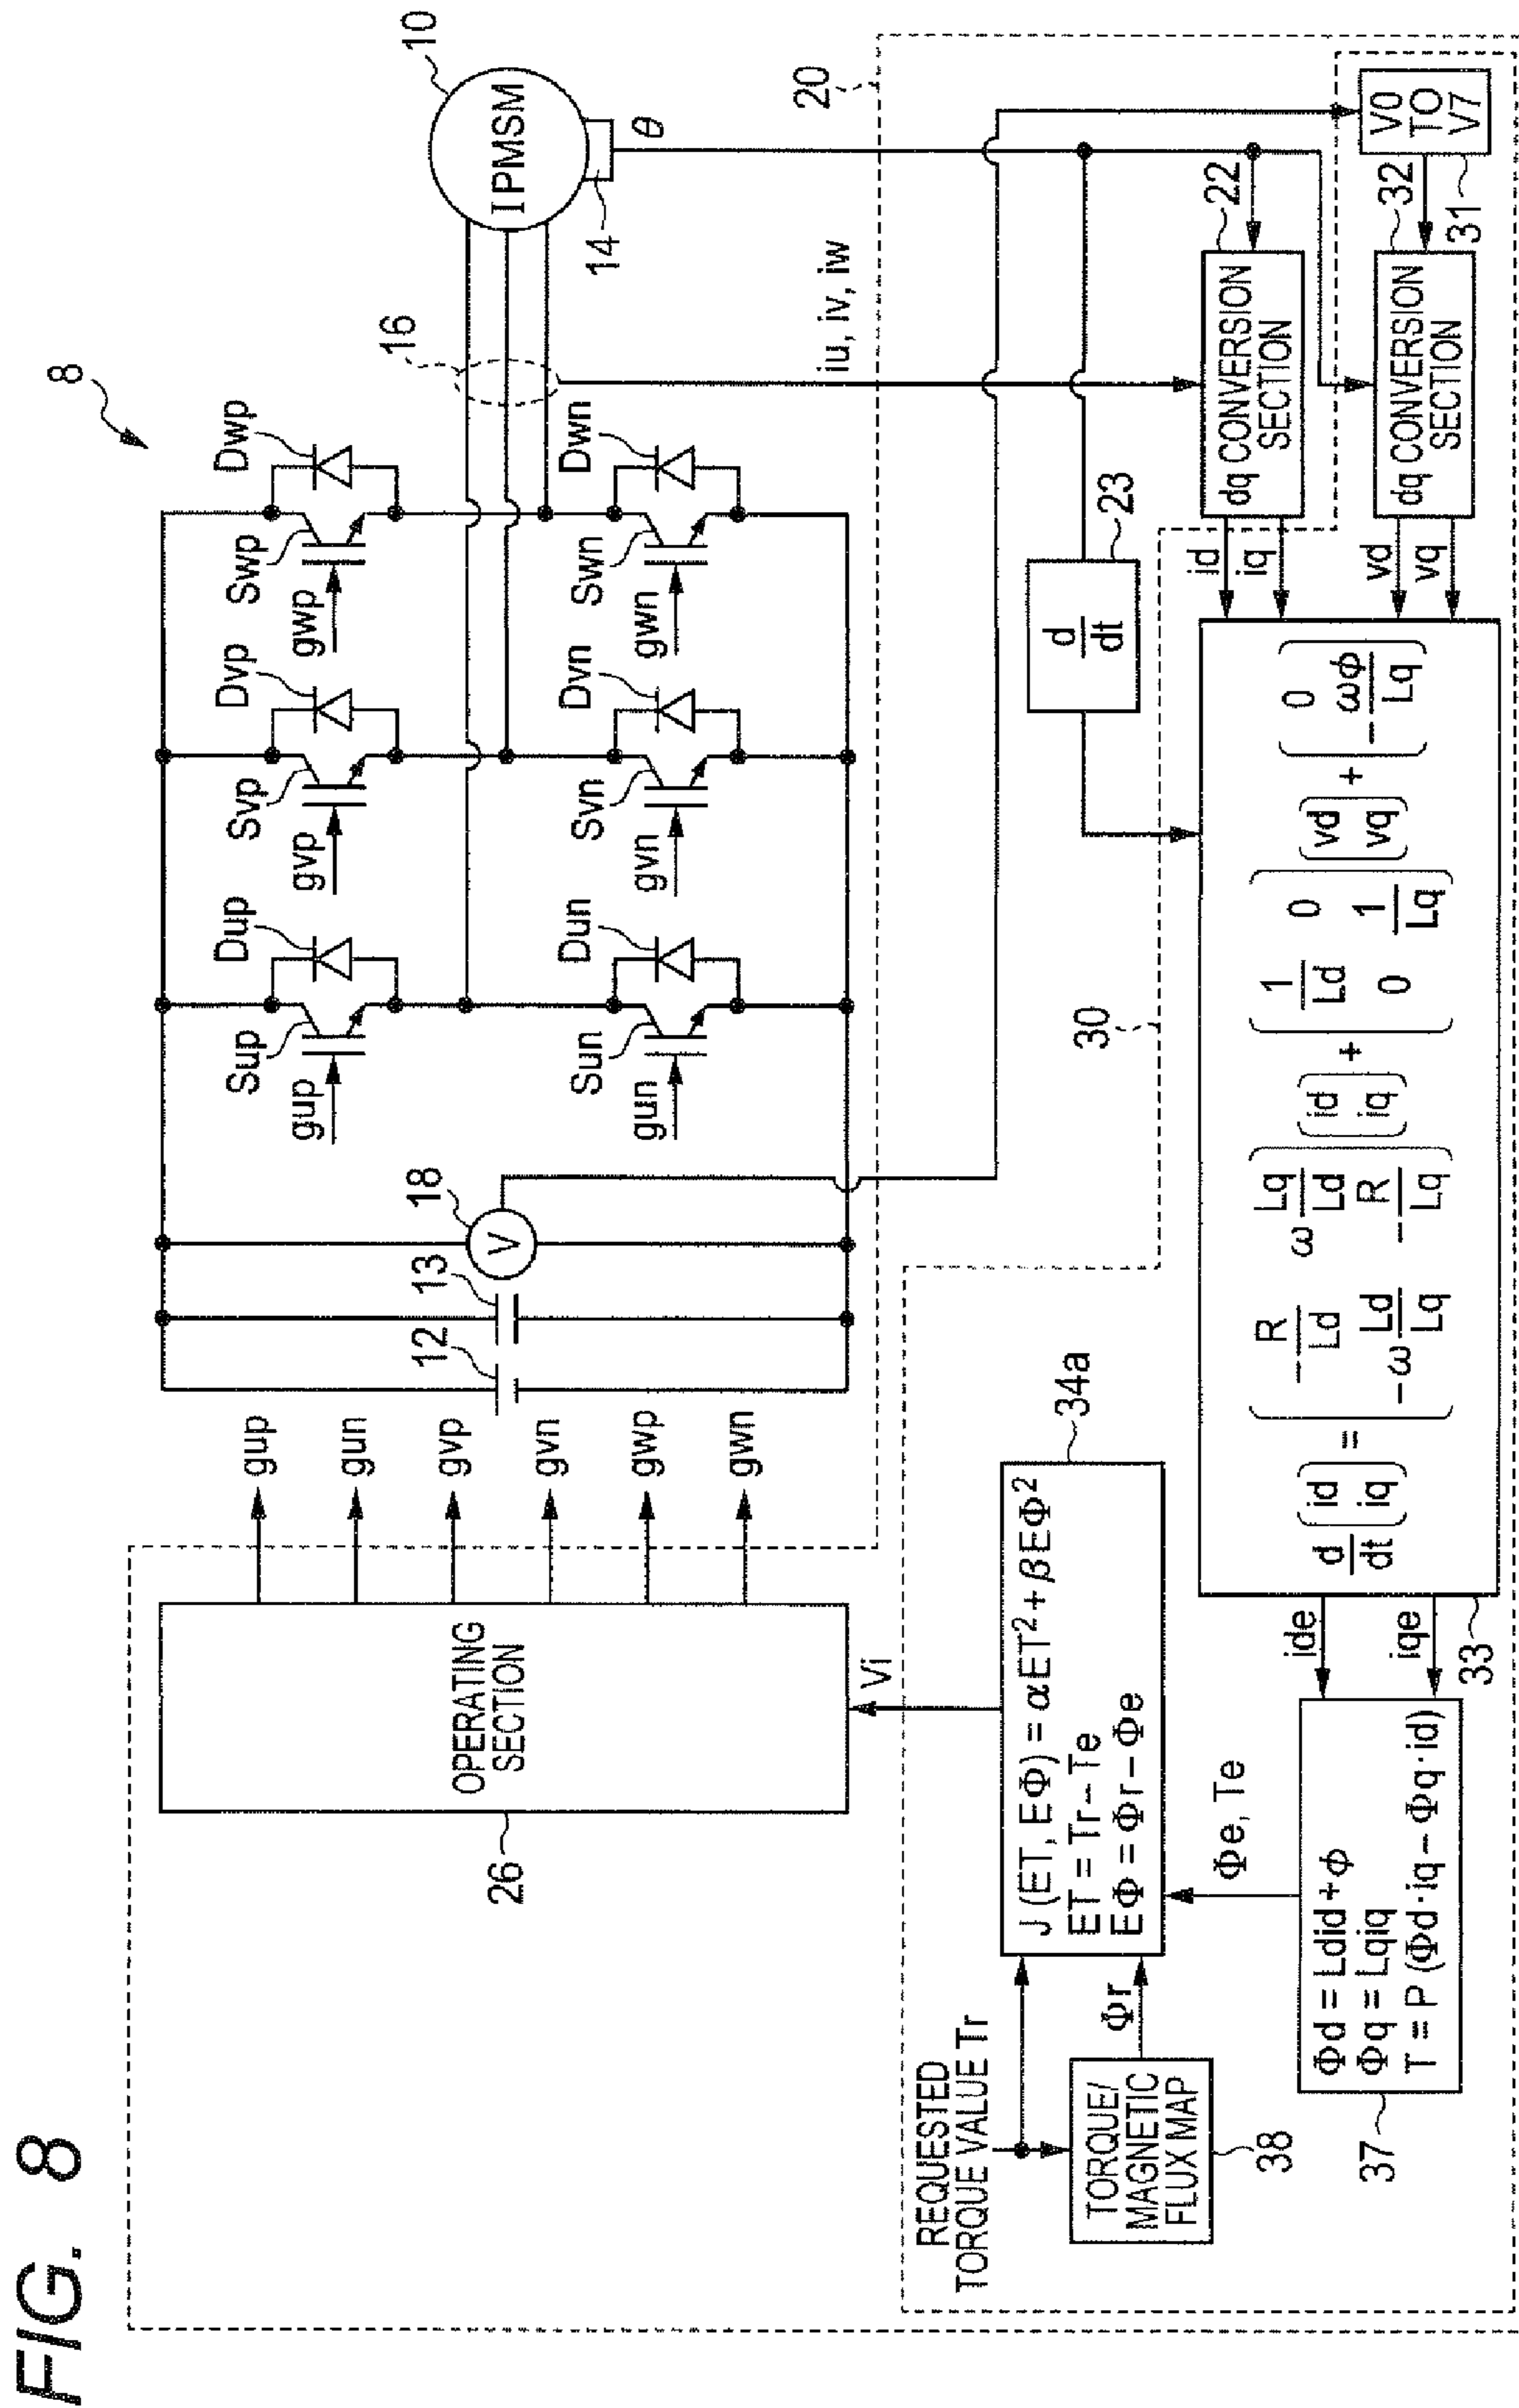 FIG. 8
8
10
IPMSM
θ
14
16
iu, iv, iw
Dwp
Swp
gwp
Dwn
Swn
gwn
Dvp
Svp
gvp
Dvn
Svn
gvn
Dup
Sup
gup
Dun
Sun
gun
18
V
13
12
gup
gun
gvp
gvn
gwp
gwn
OPERATING
SECTION
26
Vi
20
30
REQUESTED
TORQUE VALUE Tr
TORQUE/
MAGNETIC
FLUX MAP
38
Φr
34a
J (ET, EΦ) = αET² + βEΦ²
ET = Tr − Te
EΦ = Φr − Φe
Φe, Te
Φd = Ldid + ϕ
Φq = Lqiq
T = P (Φd · iq − Φq · id)
37
ide
iqe
33
d/dt (id iq) = (−R/Ld ωLq/Ld −ωLd/Lq −R/Lq) (id iq) + (1/Ld 0 0 1/Lq) (vd vq) + (0 −ωϕ/Lq)
d/dt
23
id
iq
vd
vq
dq CONVERSION
SECTION
22
dq CONVERSION
SECTION
32
V0
TO
V7
31